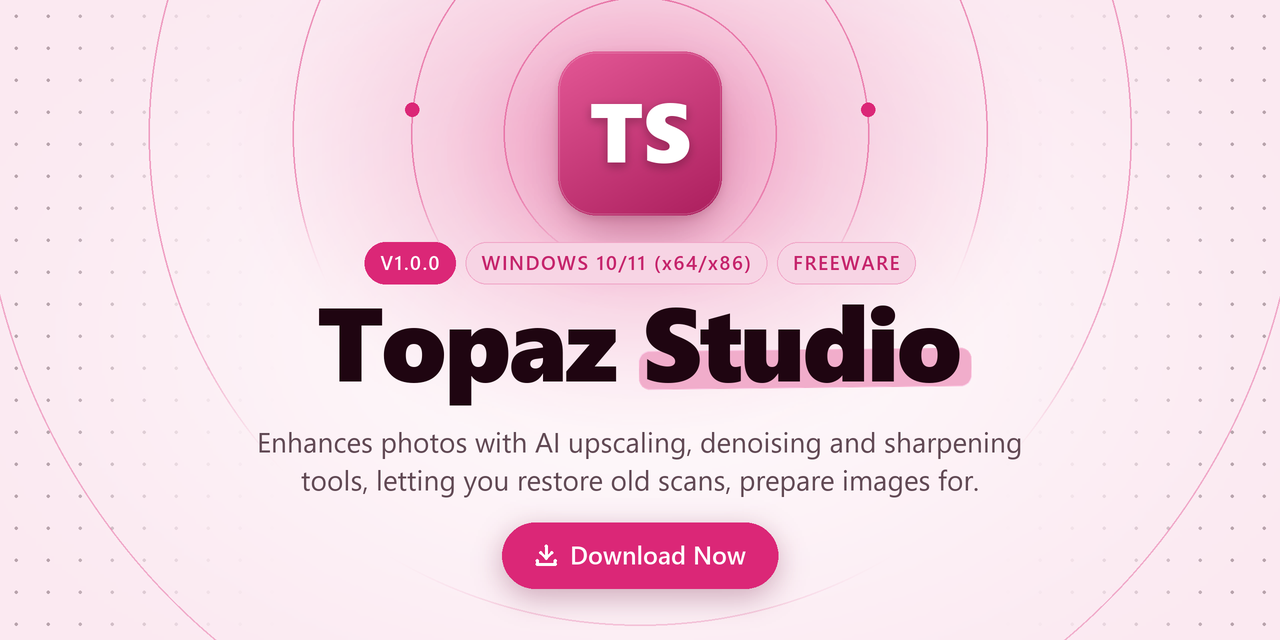 TS
V1.0.0 WINDOWS 10/11 (x64/x86) FREEWARE
Topaz Studio
Enhances photos with AI upscaling, denoising and sharpening
tools, letting you restore old scans, prepare images for.
Download Now